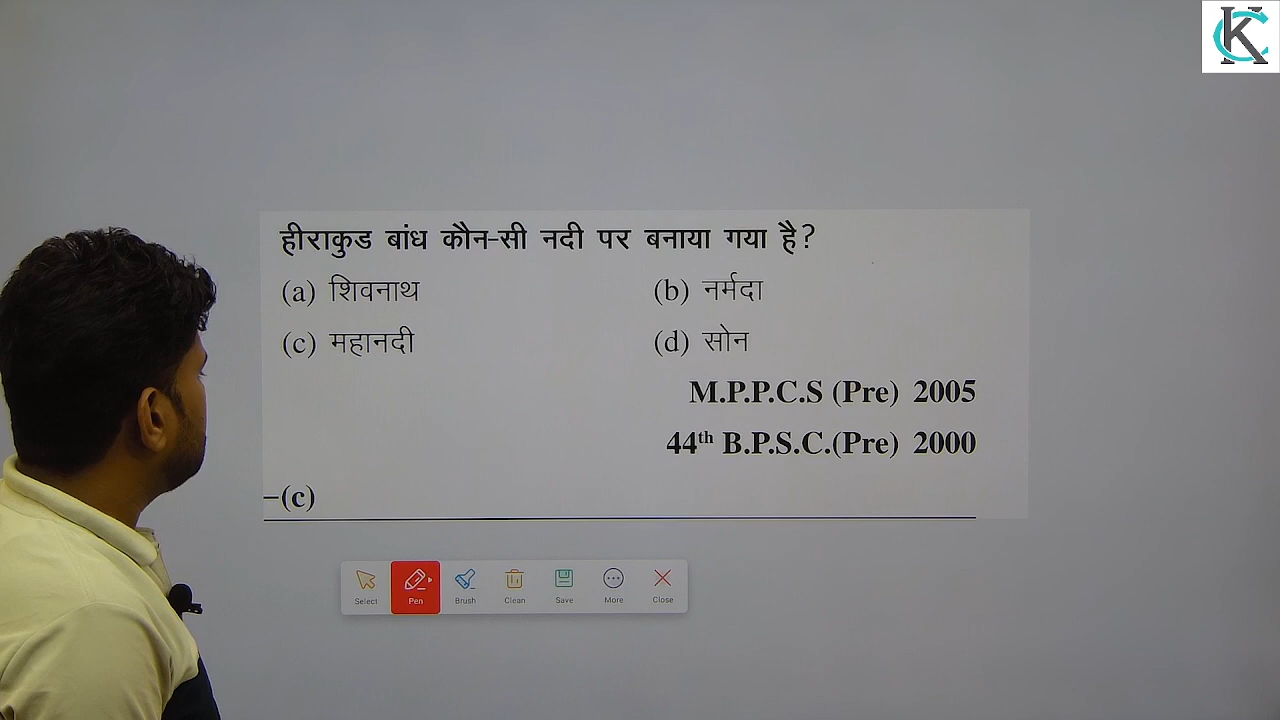 KC
हीराकुड बांध कौन-सी नदी पर बनाया गया है?
(a) शिवनाथ (b) नर्मदा
(c) महानदी (d) सोन
M.P.P.C.S (Pre) 2005
44th B.P.S.C.(Pre) 2000
–(c)
Select Pen Brush Clean Save More Close